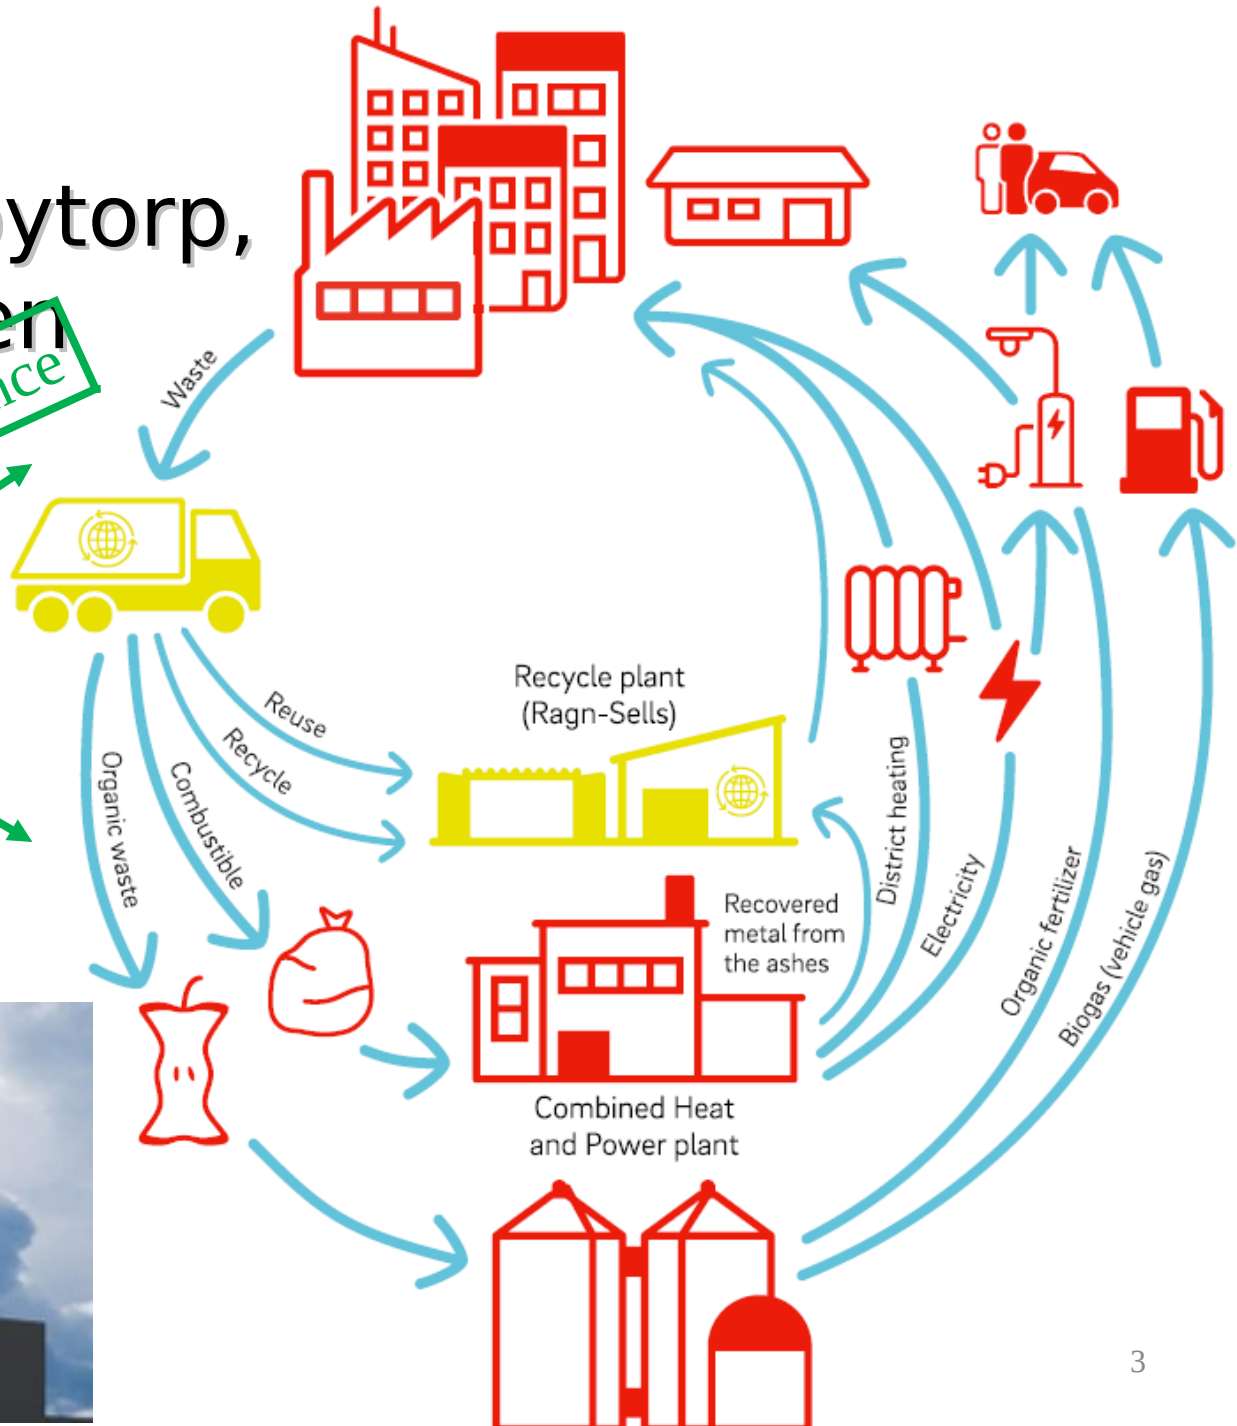 Waste
Reuse
Recycle
Combustible
Organic waste
Recycle plant
(Ragn-Sells)
Recovered
metal from
the ashes
District heating
Electricity
Organic fertilizer
Biogas (vehicle gas)
Combined Heat
and Power plant
3